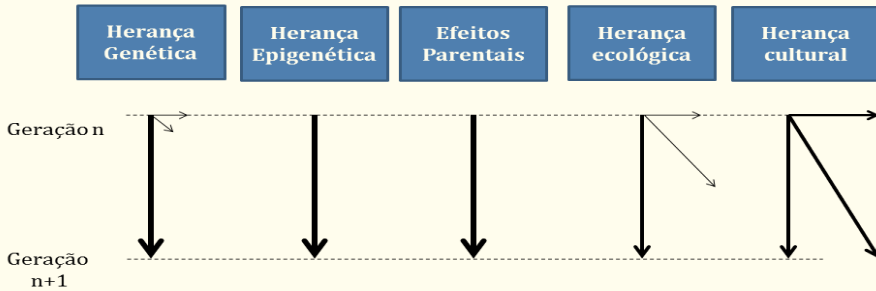 Herança
Genética
Herança
Epigenética
Efeitos
Parentais
Herança
ecológica
Herança
cultural
Geração n
Geração
n+1